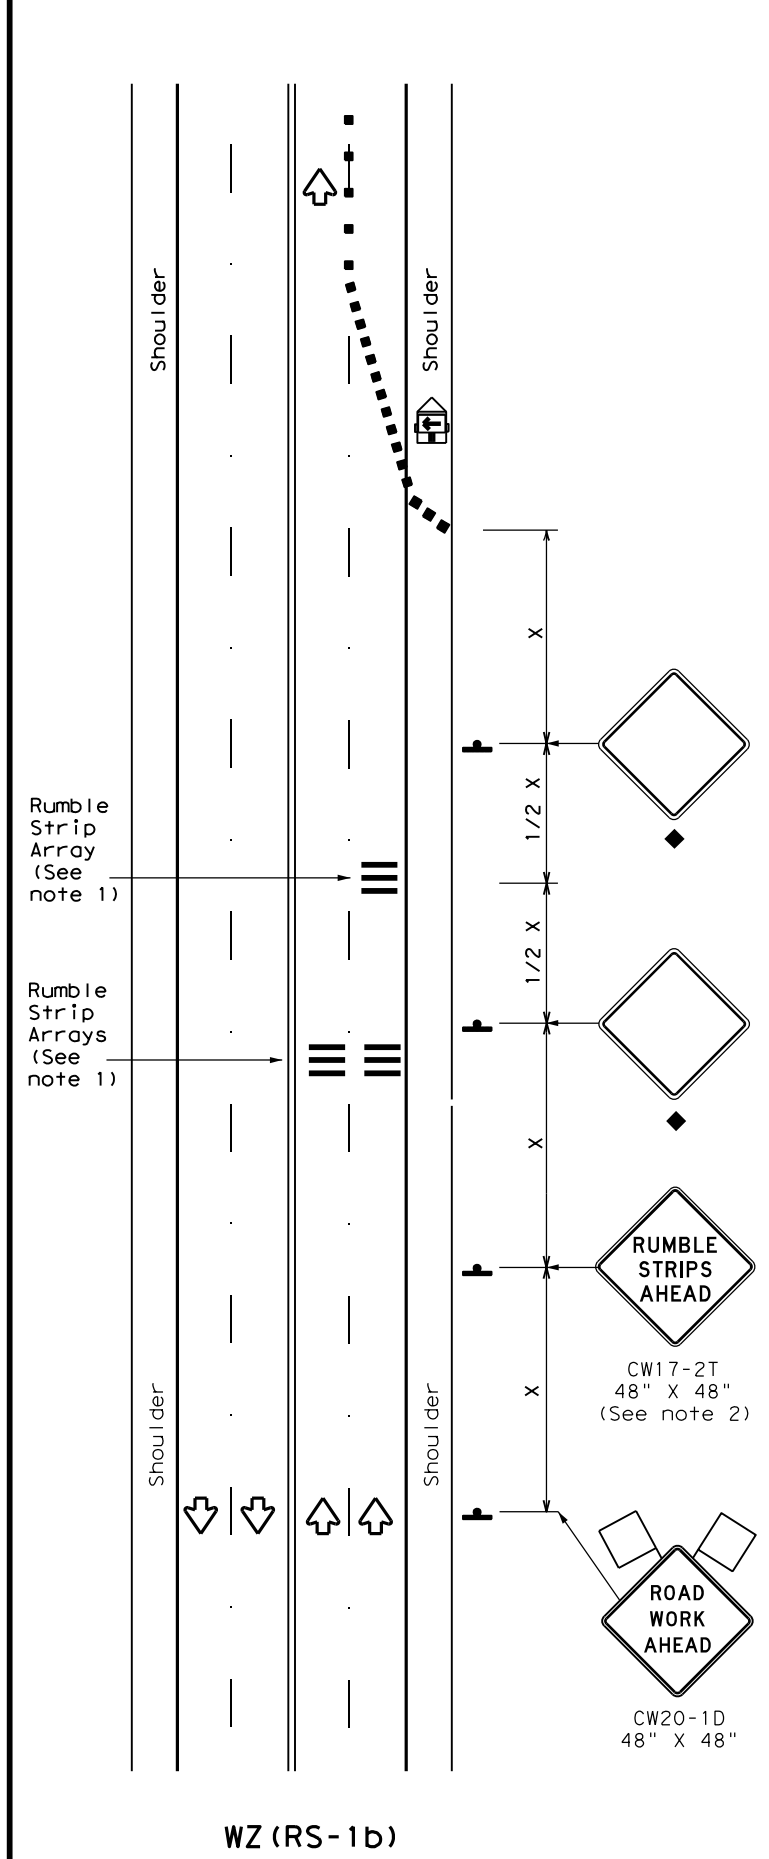 Shoulder
Shoulder
X
1/2 X
Rumble
Strip
Array
(See
note 1)
1/2 X
Rumble
Strip
Arrays
(See
note 1)
X
RUMBLE
STRIPS
AHEAD
CW17-2T
48" X 48"
(See note 2)
X
Shoulder
Shoulder
ROAD
WORK
AHEAD
CW20-1D
48" X 48"
WZ(RS-1b)